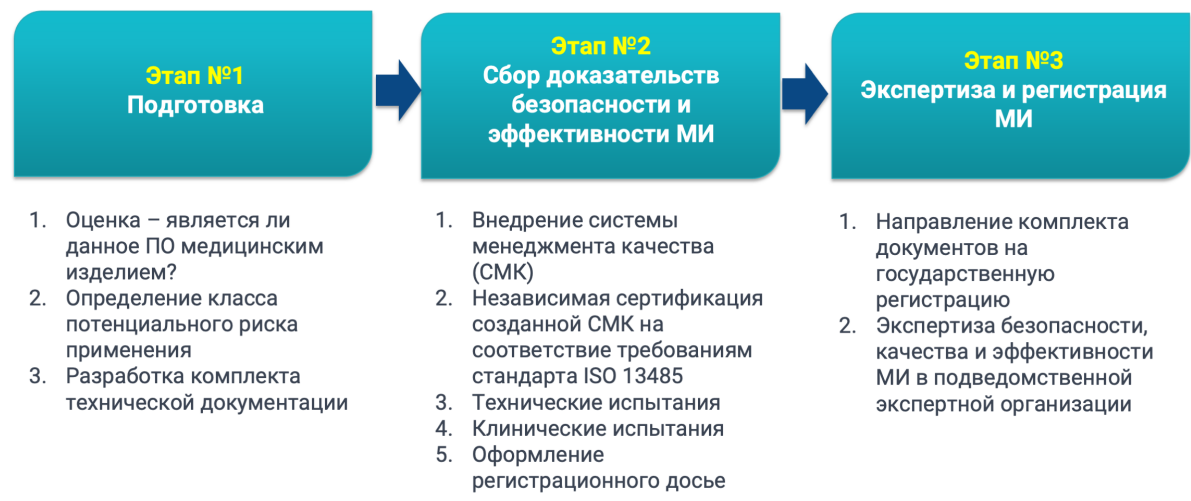 Этап №1
Подготовка
Этап №2
Сбор доказательств
безопасности и
эффективности МИ
Этап №3
Экспертиза и регистрация
МИ
1. Оценка – является ли
данное ПО медицинским
изделием?
2. Определение класса
потенциального риска
применения
3. Разработка комплекта
технической документации
1. Внедрение системы
менеджмента качества
(СМК)
2. Независимая сертификация
созданной СМК на
соответствие требованиям
стандарта ISO 13485
3. Технические испытания
4. Клинические испытания
5. Оформление
регистрационного досье
1. Направление комплекта
документов на
государственную
регистрацию
2. Экспертиза безопасности,
качества и эффективности
МИ в подведомственной
экспертной организации